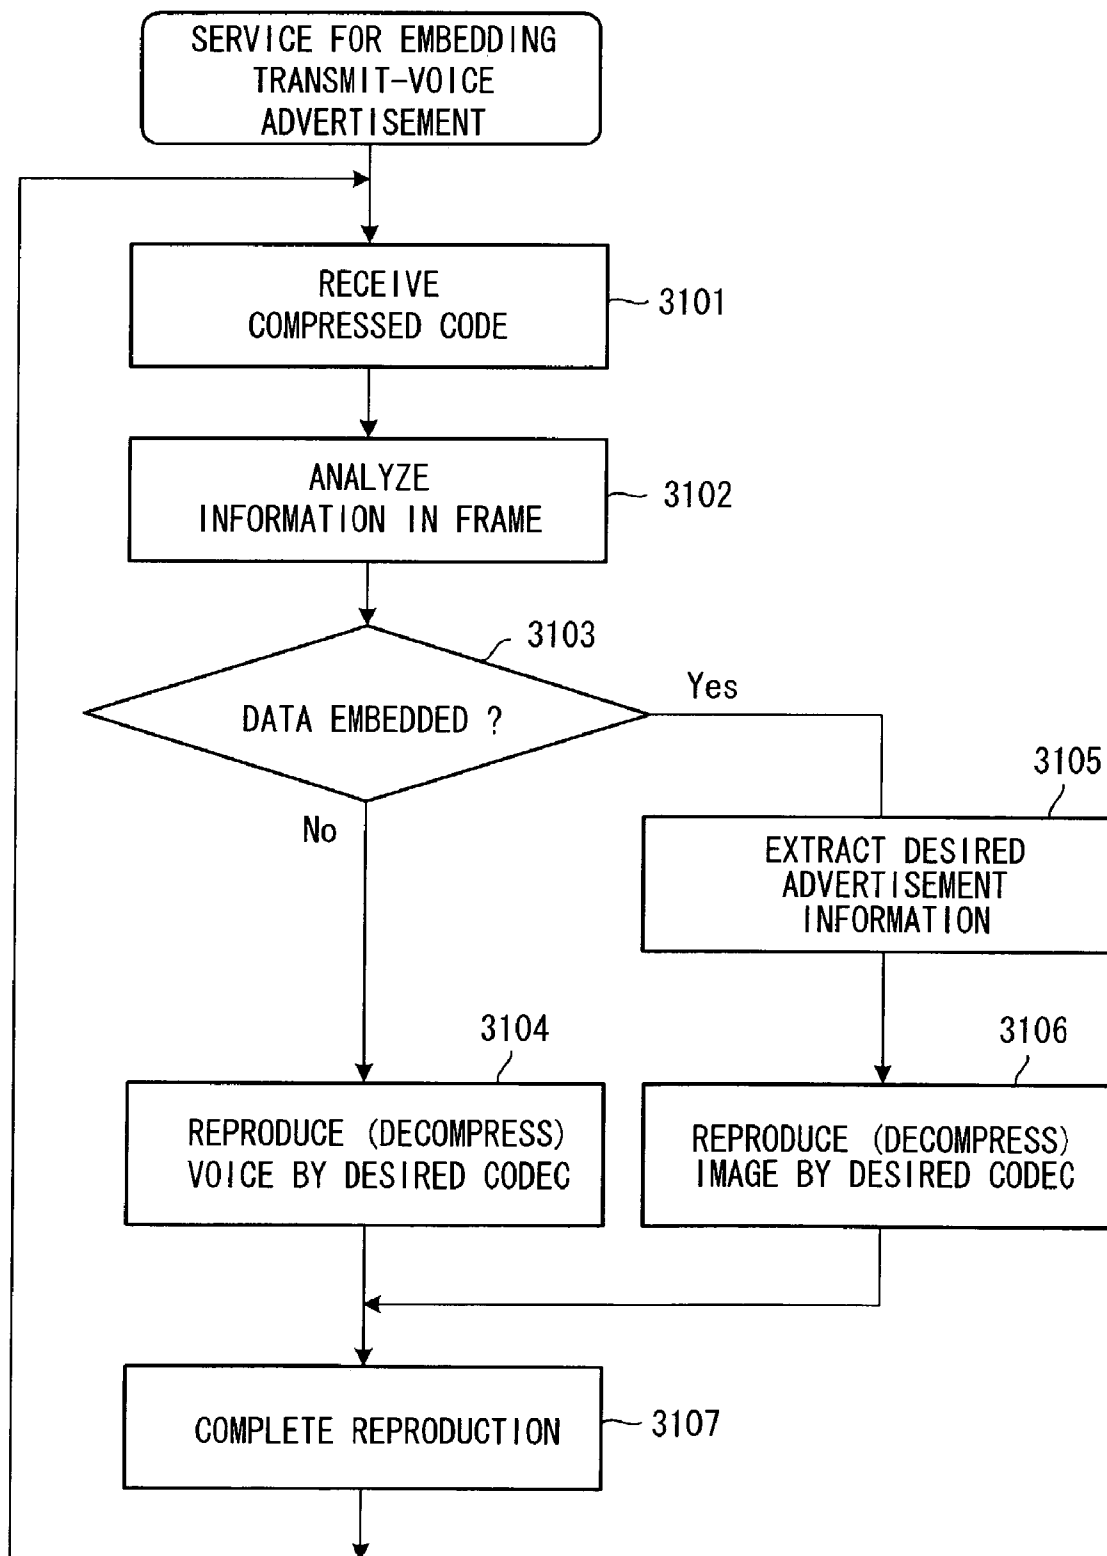 SERVICE FOR EMBEDDING
TRANSMIT-VOICE
ADVERTISEMENT
RECEIVE
COMPRESSED CODE
3101
ANALYZE
INFORMATION IN FRAME
3102
3103
DATA EMBEDDED ?
Yes
No
3105
EXTRACT DESIRED
ADVERTISEMENT
INFORMATION
3104
REPRODUCE (DECOMPRESS)
VOICE BY DESIRED CODEC
3106
REPRODUCE (DECOMPRESS)
IMAGE BY DESIRED CODEC
COMPLETE REPRODUCTION
3107